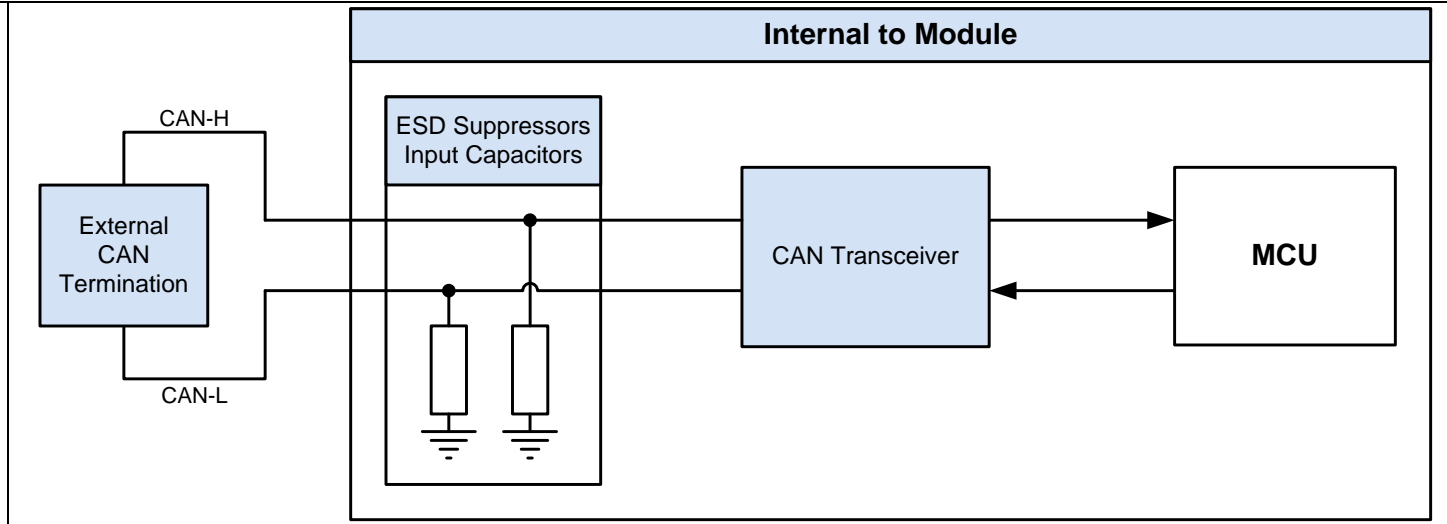 Internal to Module
CAN-H
ESD Suppressors
Input Capacitors
External
CAN
Termination
CAN Transceiver
MCU
CAN-L